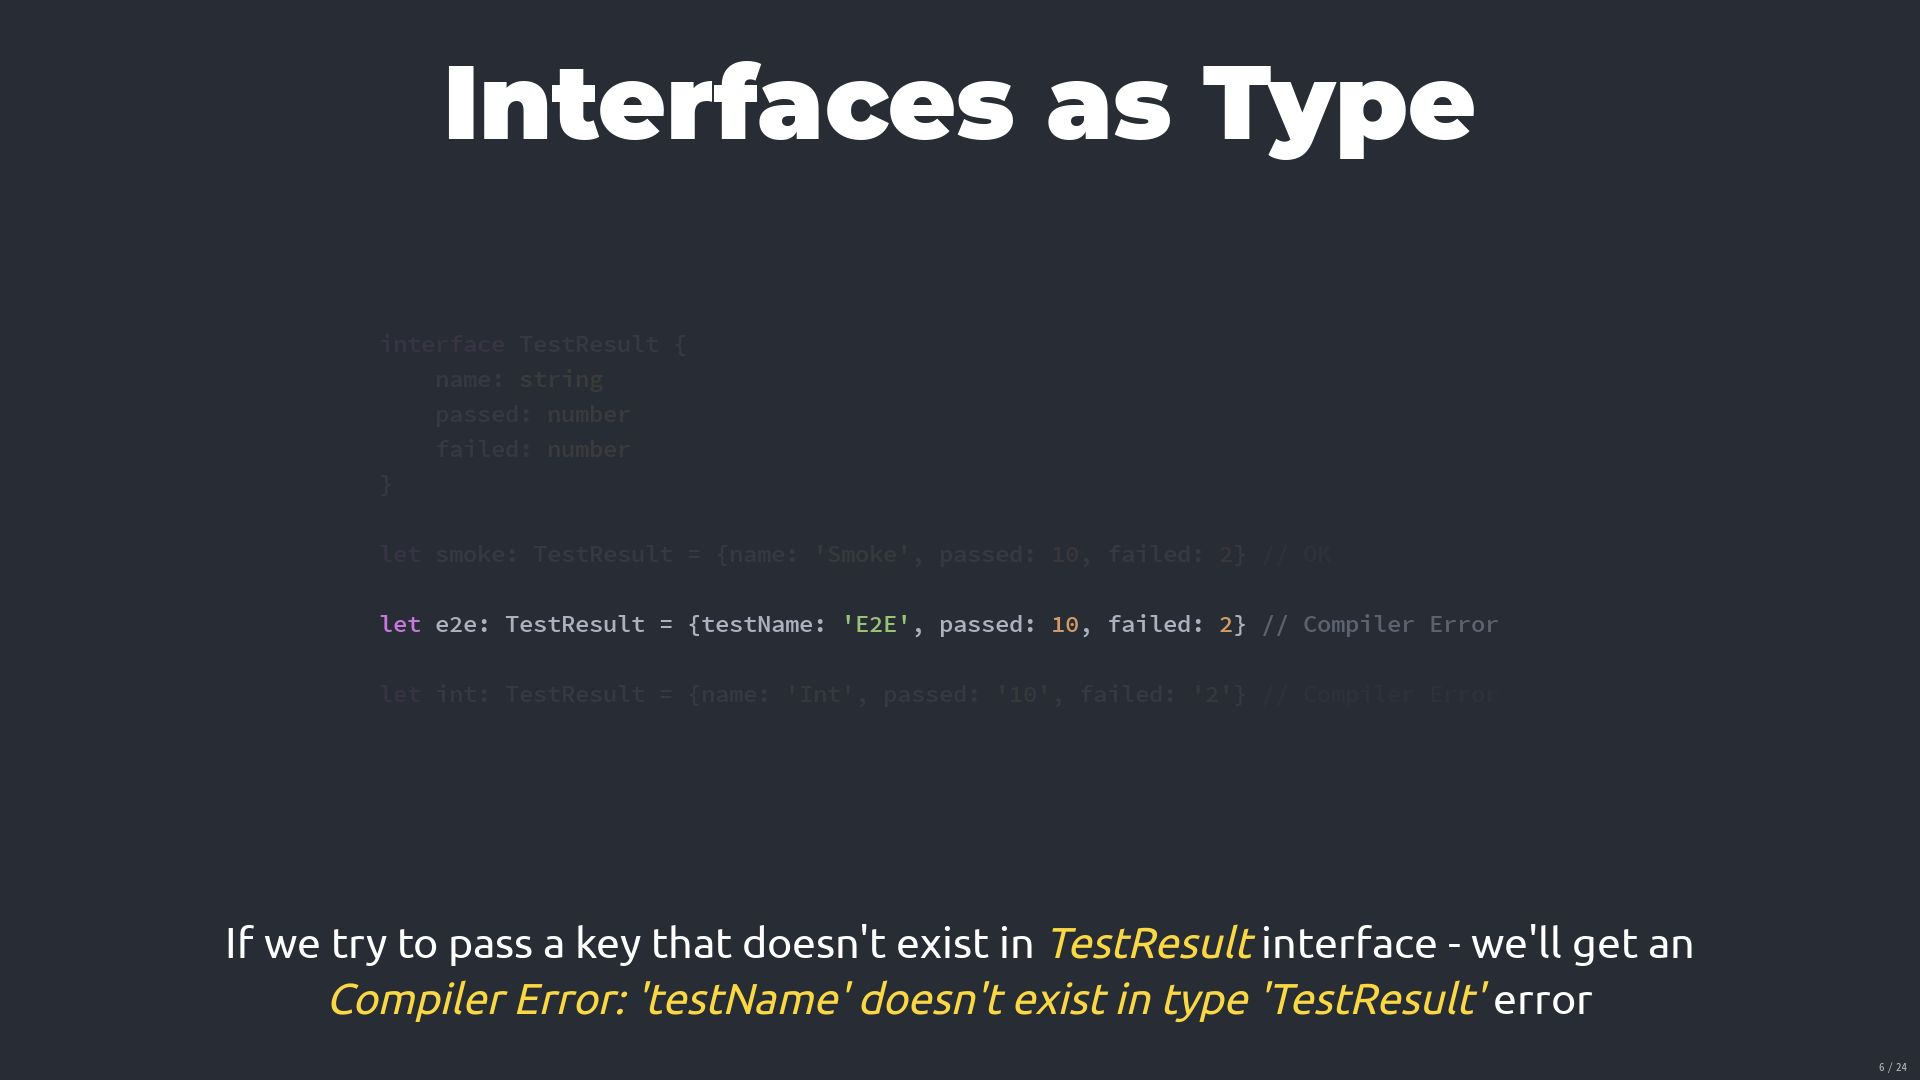 Interfaces as Type
interface TestResult {
    name: string
    passed: number
    failed: number
}
let smoke: TestResult = {name: 'Smoke', passed: 10, failed: 2} // OK
let e2e: TestResult = {testName: 'E2E', passed: 10, failed: 2} // Compiler Error
let int: TestResult = {name: 'Int', passed: '10', failed: '2'} // Compiler Error
If we try to pass a key that doesn't exist in TestResult interface - we'll get an
Compiler Error: 'testName' doesn't exist in type 'TestResult' error
6 / 24